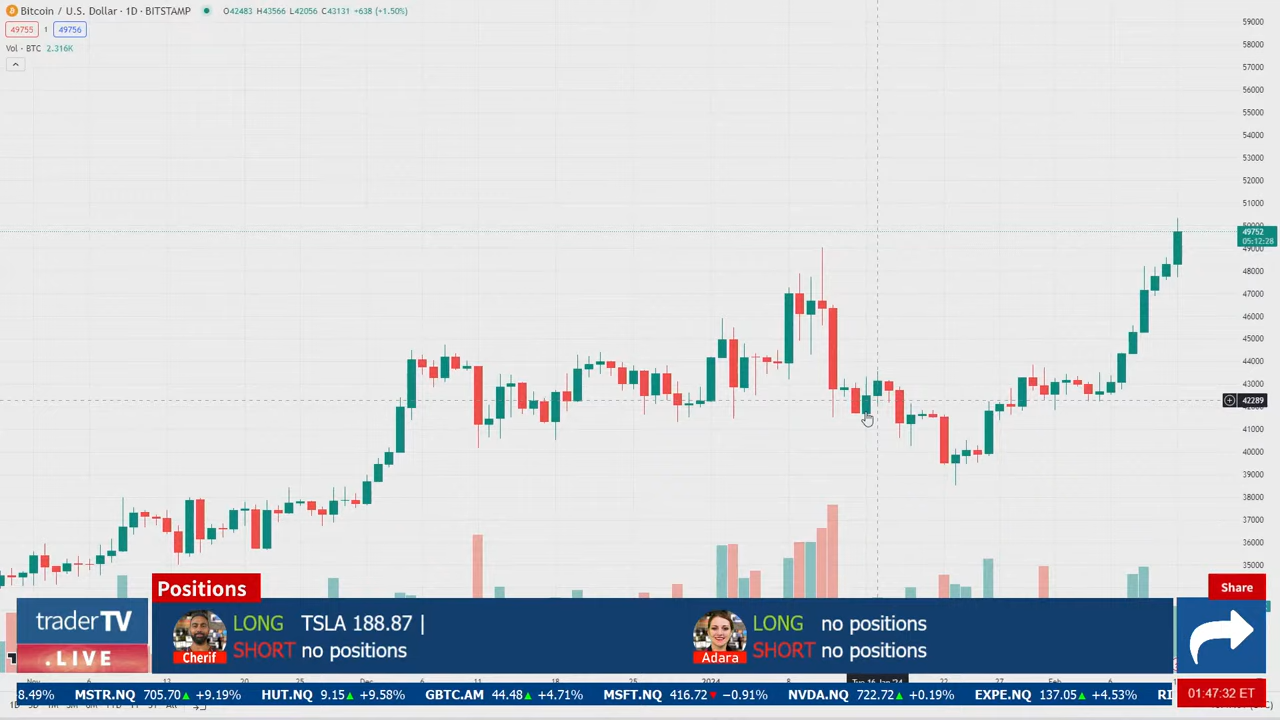 Bitcoin / U.S. Dollar · 1D · BITSTAMP O42483 H43566 L42056 C43131 +638 (+1.50%)
49755 1 49756
Vol · BTC 2.316K
59000
58000
57000
56000
55000
54000
53000
52000
51000
49752
05:12:28
49000
48000
47000
46000
45000
44000
43000
42289
41000
40000
39000
38000
37000
36000
35000
Positions
Share
traderTV
.LIVE
LONG TSLA 188.87 |
SHORT no positions
Cherif
LONG no positions
SHORT no positions
Adara
Tue 16 Jan '24
8.49% MSTR.NQ 705.70 ▲ +9.19% HUT.NQ 9.15 ▲ +9.58% GBTC.AM 44.48 ▲ +4.71% MSFT.NQ 416.72 ▼ −0.91% NVDA.NQ 722.72 ▲ +0.19% EXPE.NQ 137.05 ▲ +4.53% RI
01:47:32 ET